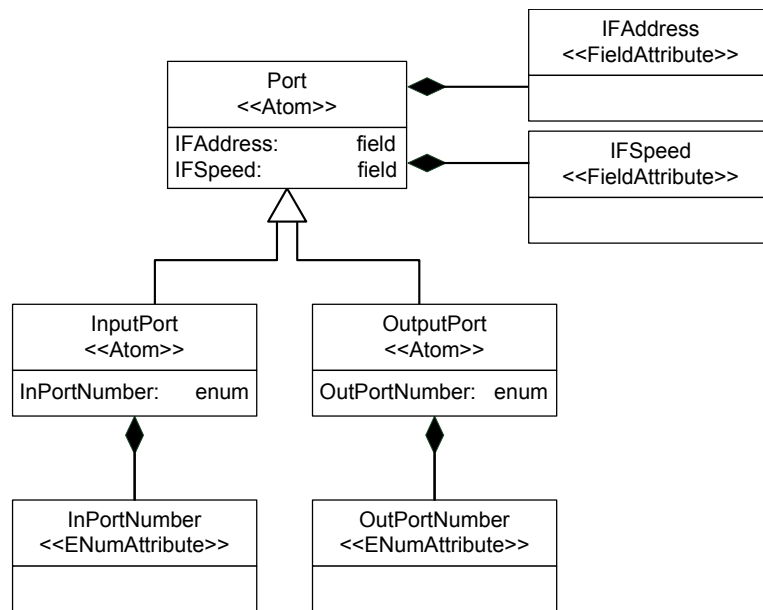 IFAddress
<<FieldAttribute>>
Port
<<Atom>>
IFAddress: field
IFSpeed: field
IFSpeed
<<FieldAttribute>>
InputPort
<<Atom>>
InPortNumber: enum
OutputPort
<<Atom>>
OutPortNumber: enum
InPortNumber
<<ENumAttribute>>
OutPortNumber
<<ENumAttribute>>